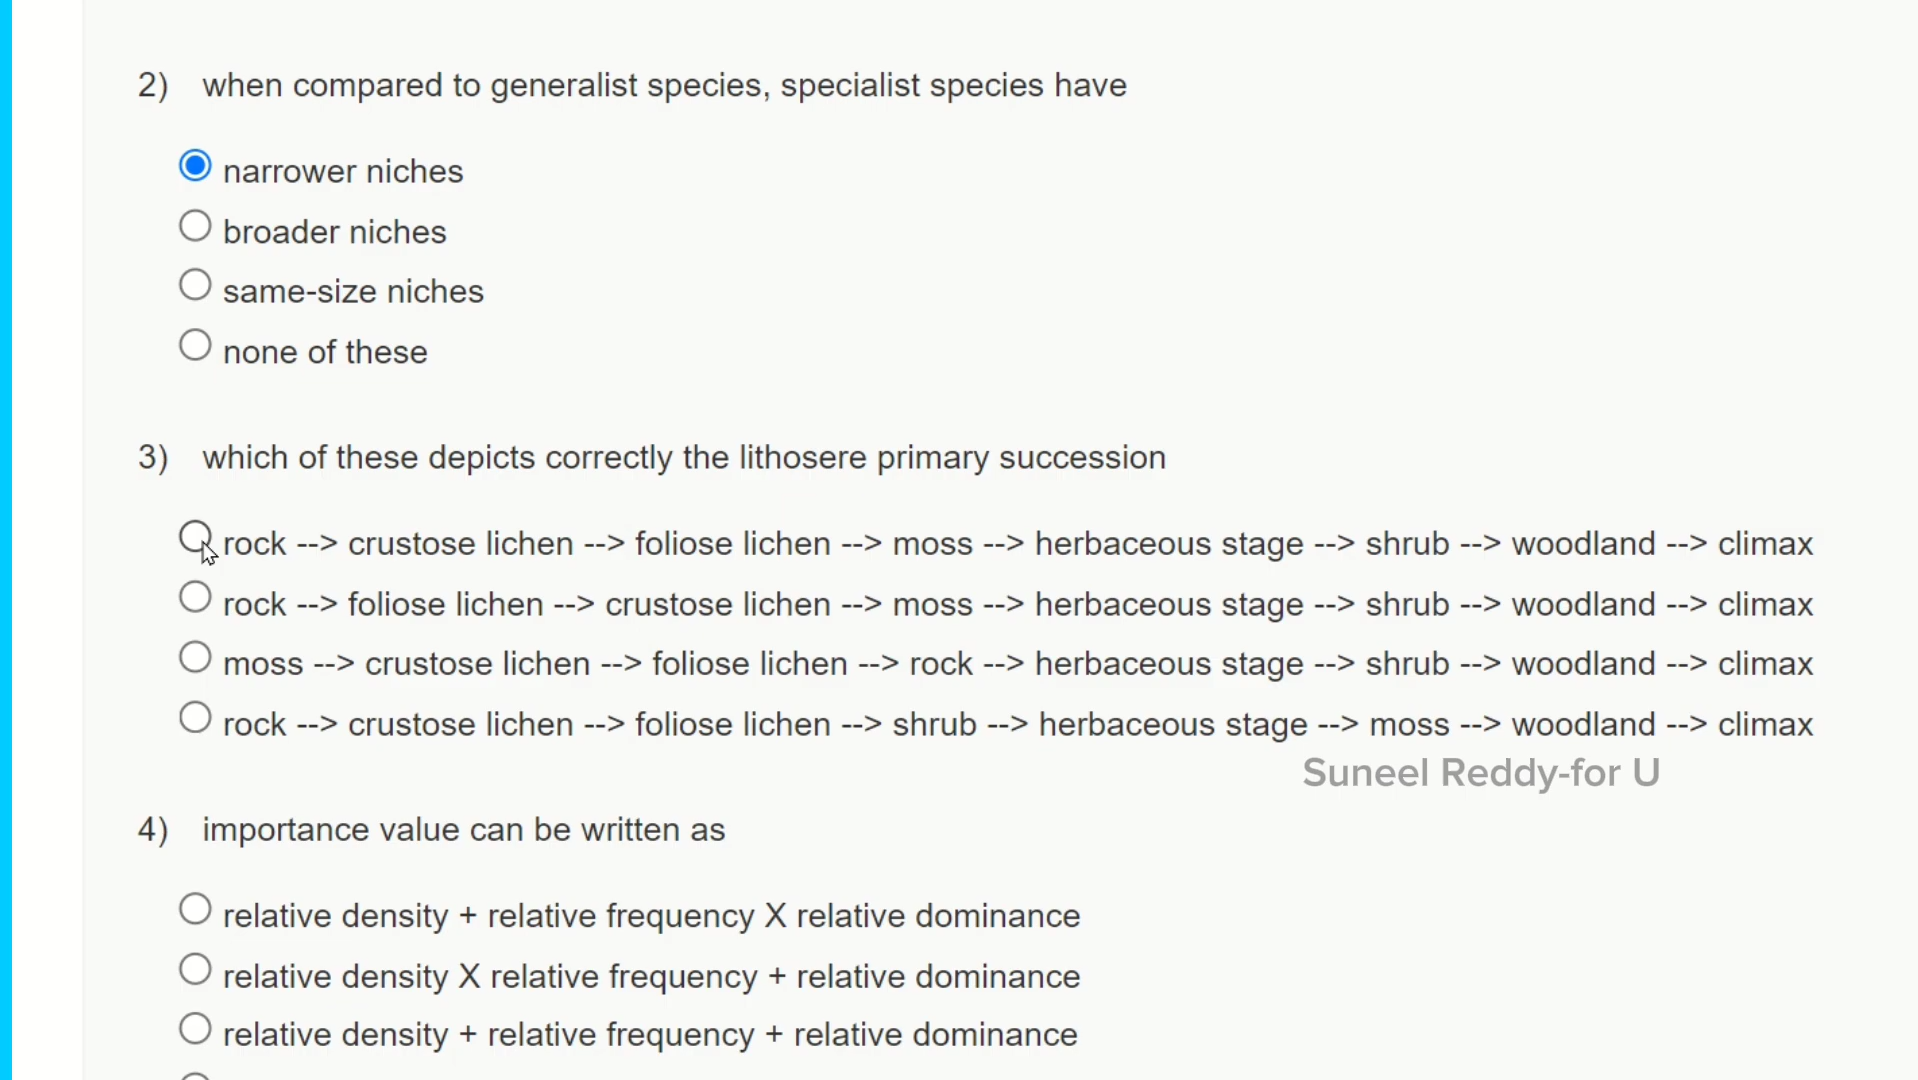 2) when compared to generalist species, specialist species have
narrower niches
broader niches
same-size niches
none of these
3) which of these depicts correctly the lithosere primary succession
rock --> crustose lichen --> foliose lichen --> moss --> herbaceous stage --> shrub --> woodland --> climax
rock --> foliose lichen --> crustose lichen --> moss --> herbaceous stage --> shrub --> woodland --> climax
moss --> crustose lichen --> foliose lichen --> rock --> herbaceous stage --> shrub --> woodland --> climax
rock --> crustose lichen --> foliose lichen --> shrub --> herbaceous stage --> moss --> woodland --> climax
Suneel Reddy-for U
4) importance value can be written as
relative density + relative frequency X relative dominance
relative density X relative frequency + relative dominance
relative density + relative frequency + relative dominance